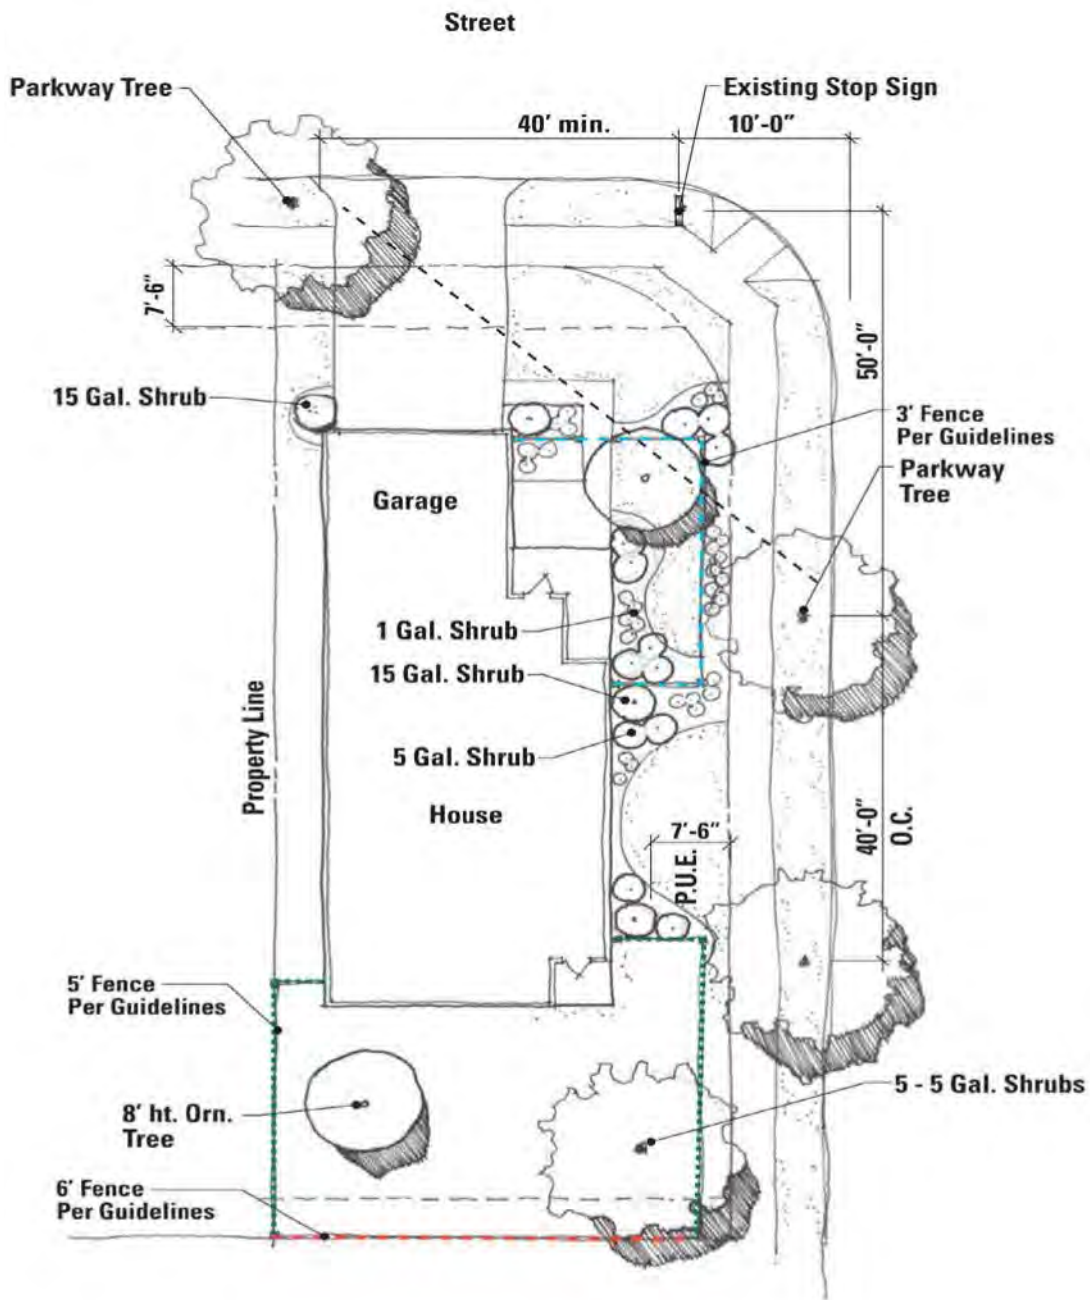 Street
Parkway Tree
Existing Stop Sign
40' min.
10'-0"
7'-6"
50'-0"
15 Gal. Shrub
3' Fence
Per Guidelines
Parkway
Tree
Garage
1 Gal. Shrub
15 Gal. Shrub
Property Line
5 Gal. Shrub
House
7'-6"
P.U.E.
40'-0"
O.C.
5' Fence
Per Guidelines
5 - 5 Gal. Shrubs
8' ht. Orn.
Tree
6' Fence
Per Guidelines